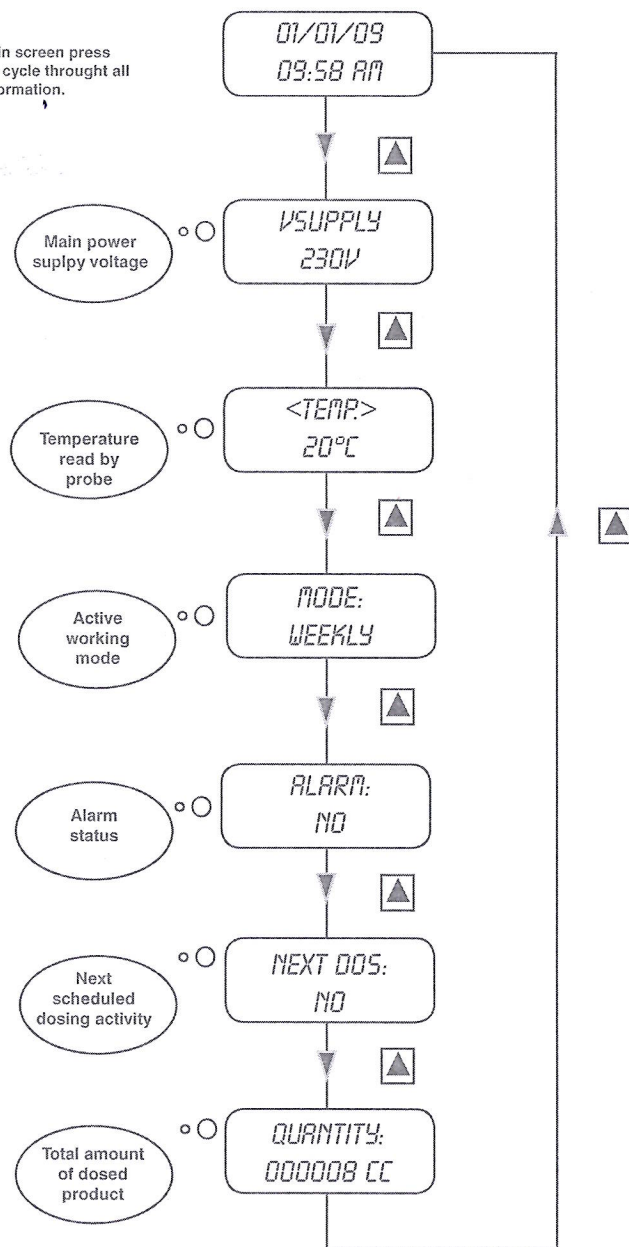 in screen press
cycle throught all
formation.
01/01/09
09:58 AM
Main power
suplpy voltage
VSUPPLY
230V
Temperature
read by
probe
<TEMP.>
20°C
Active
working
mode
MODE:
WEEKLY
Alarm
status
ALARM:
NO
Next
scheduled
dosing activity
NEXT DOS:
NO
Total amount
of dosed
product
QUANTITY:
000008 CC